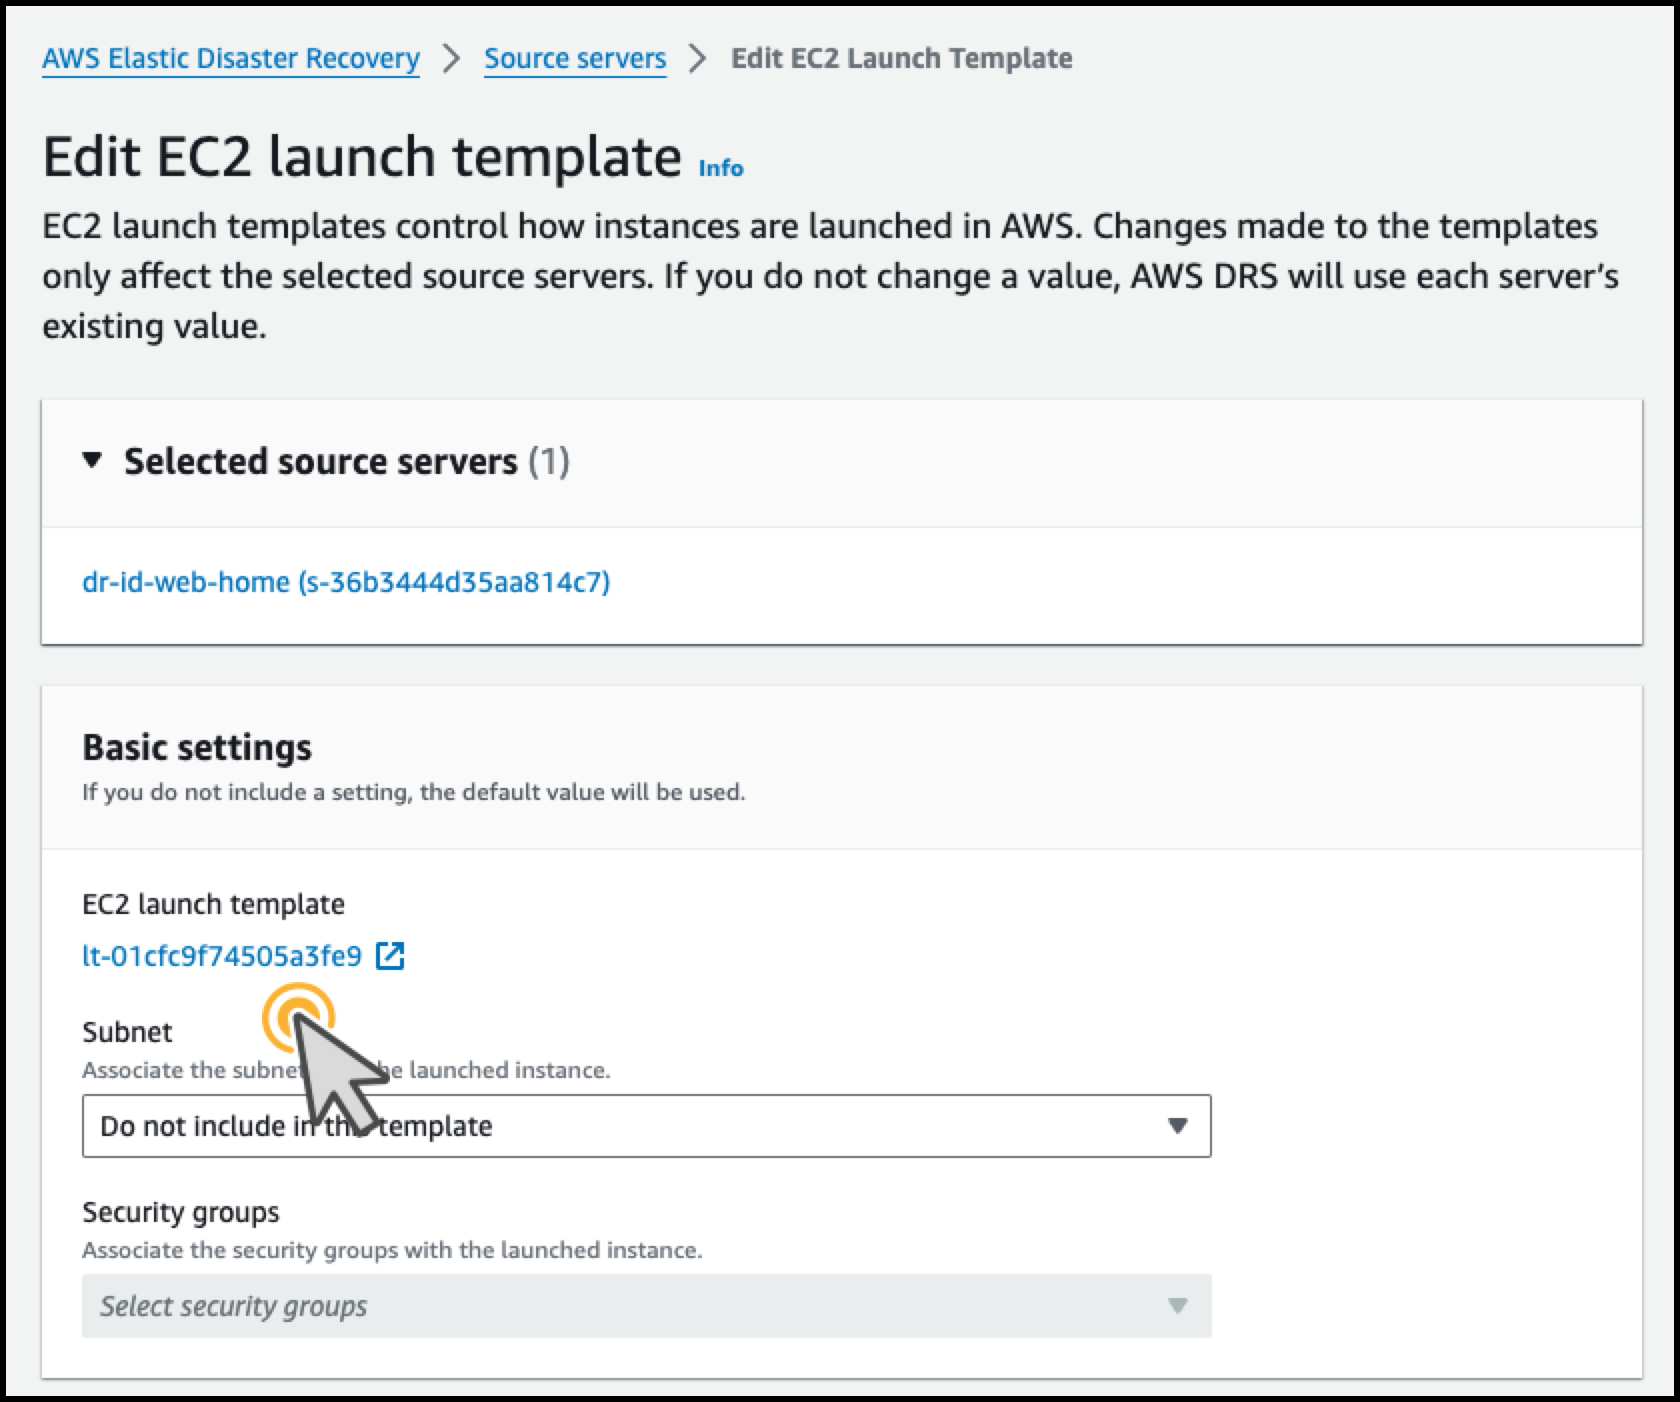 AWS Elastic Disaster Recovery > Source servers > Edit EC2 Launch Template
Edit EC2 launch template Info
EC2 launch templates control how instances are launched in AWS. Changes made to the templates
only affect the selected source servers. If you do not change a value, AWS DRS will use each server’s
existing value.
Selected source servers (1)
dr-id-web-home (s-36b3444d35aa814c7)
Basic settings
If you do not include a setting, the default value will be used.
EC2 launch template
lt-01cfc9f74505a3fe9
Subnet
Associate the subnet the launched instance.
Do not include in this template
Security groups
Associate the security groups with the launched instance.
Select security groups